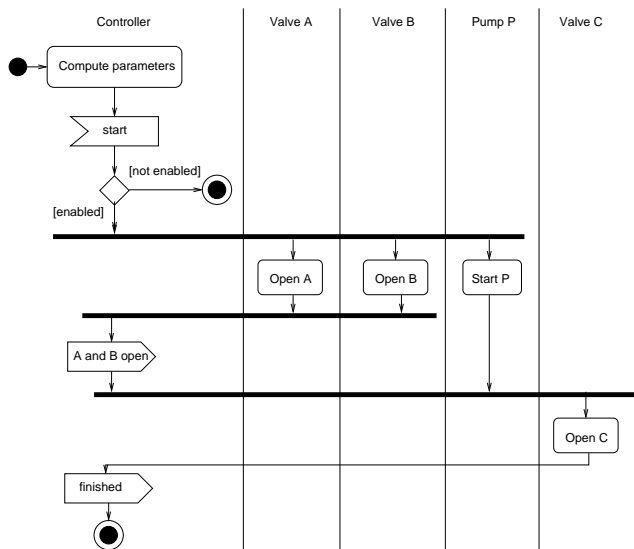 Controller
Valve A
Valve B
Pump P
Valve C
Compute parameters
start
[not enabled]
[enabled]
Open A
Open B
Start P
A and B open
Open C
finished